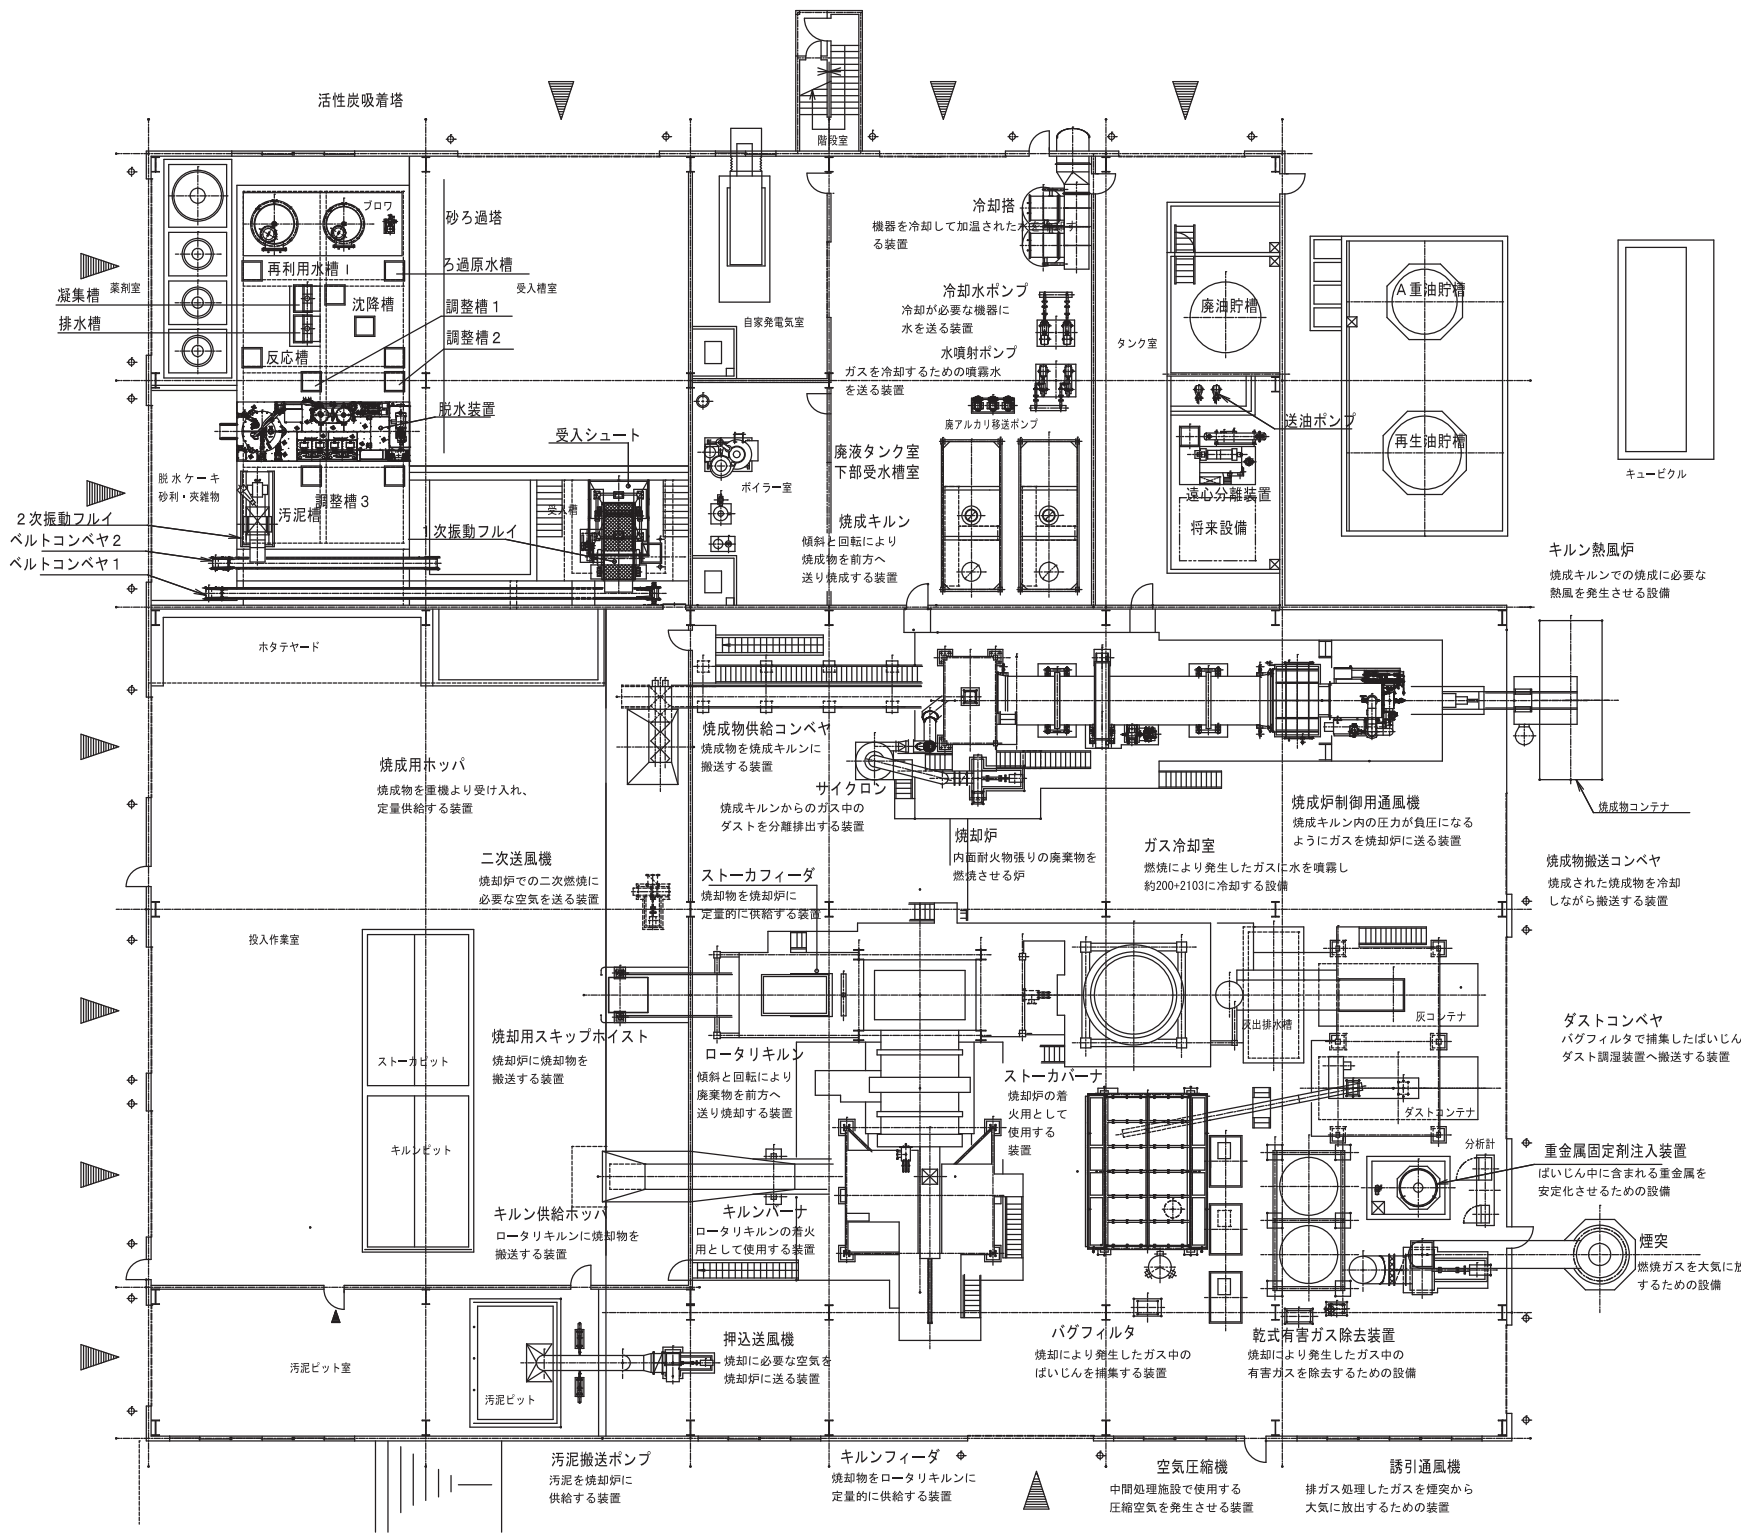 活性炭吸着塔
階段室
ブロワ
砂ろ過塔
再利用水槽1
ろ過原水槽
薬剤室
凝集槽
受入槽室
沈降槽
調整槽1
排水槽
調整槽2
反応槽
脱水装置
受入シュート
脱水ケーキ
砂利・夾雑物
調整槽3
汚泥槽
受入槽
2次振動フルイ
1次振動フルイ
ベルトコンベヤ2
ベルトコンベヤ1
自家発電気室
ボイラー室
冷却搭
機器を冷却して加温された水を
る装置
冷却水ポンプ
冷却が必要な機器に
水を送る装置
水噴射ポンプ
ガスを冷却するための噴霧水
を送る装置
廃アルカリ移送ポンプ
廃液タンク室
下部受水槽室
焼成キルン
傾斜と回転により
焼成物を前方へ
送り焼成する装置
タンク室
廃油貯槽
送油ポンプ
遠心分離装置
将来設備
A重油貯槽
再生油貯槽
キュービクル
キルン熱風炉
焼成キルンでの焼成に必要な
熱風を発生させる設備
ホタテヤード
焼成物供給コンベヤ
焼成物を焼成キルンに
搬送する装置
焼成用ホッパ
焼成物を重機より受け入れ、
定量供給する装置
サイクロン
焼成キルンからのガス中の
ダストを分離排出する装置
焼成炉制御用通風機
焼成キルン内の圧力が負圧になる
ようにガスを焼却炉に送る装置
焼成物コンテナ
焼却炉
内面耐火物張りの廃棄物を
燃焼させる炉
ガス冷却室
燃焼により発生したガスに水を噴霧し
約200+2103に冷却する設備
焼成物搬送コンベヤ
焼成された焼成物を冷却
しながら搬送する装置
二次送風機
焼却炉での二次燃焼に
必要な空気を送る装置
ストーカフィーダ
焼却物を焼却炉に
定量的に供給する装置
投入作業室
焼却用スキップホイスト
焼却炉に焼却物を
搬送する装置
ストーカピット
キルンピット
ロータリキルン
傾斜と回転により
廃棄物を前方へ
送り焼却する装置
ストーカバーナ
焼却炉の着
火用として
使用する
装置
灰出排水槽
灰コンテナ
ダストコンベヤ
バグフィルタで捕集したばいじん
ダスト調湿装置へ搬送する装置
ダストコンテナ
分析計
重金属固定剤注入装置
ばいじん中に含まれる重金属を
安定化させるための設備
キルン供給ホッパ
ロータリキルンに焼却物を
搬送する装置
キルンバーナ
ロータリキルンの着火
用として使用する装置
煙突
燃焼ガスを大気に放
するための設備
汚泥ピット室
汚泥ピット
押込送風機
焼却に必要な空気を
焼却炉に送る装置
バグフィルタ
焼却により発生したガス中の
ばいじんを捕集する装置
乾式有害ガス除去装置
焼却により発生したガス中の
有害ガスを除去するための設備
汚泥搬送ポンプ
汚泥を焼却炉に
供給する装置
キルンフィーダ
焼却物をロータリキルンに
定量的に供給する装置
空気圧縮機
中間処理施設で使用する
圧縮空気を発生させる装置
誘引通風機
排ガス処理したガスを煙突から
大気に放出するための装置